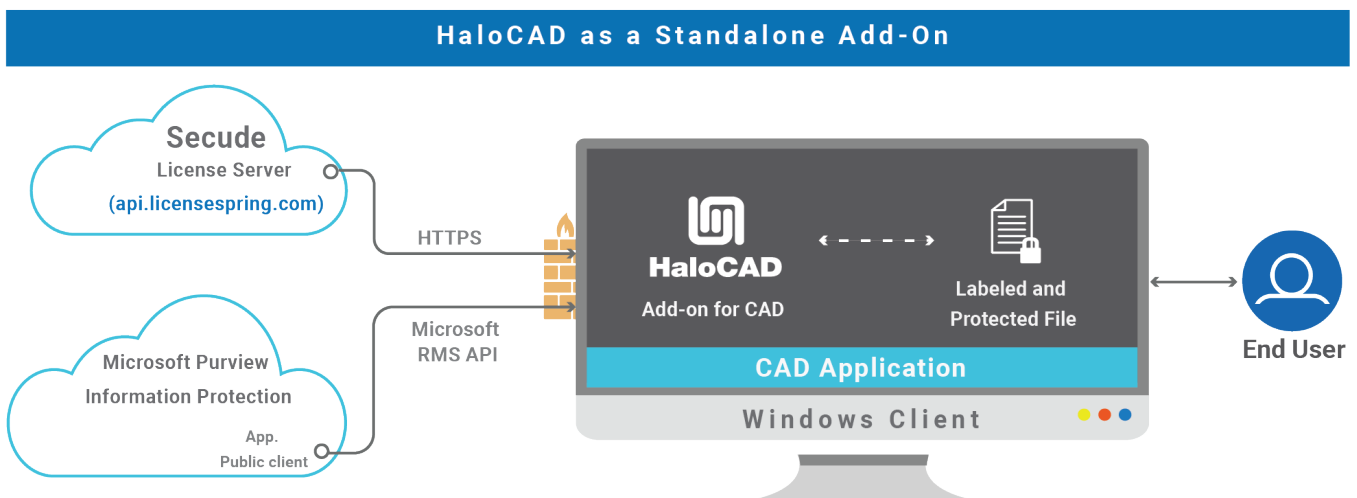 HaloCAD as a Standalone Add-On
Secude
License Server
(api.licensespring.com)
HTTPS
Microsoft
RMS API
Microsoft Purview
Information Protection
App.
Public client
HaloCAD
Add-on for CAD
Labeled and
Protected File
CAD Application
Windows Client
End User